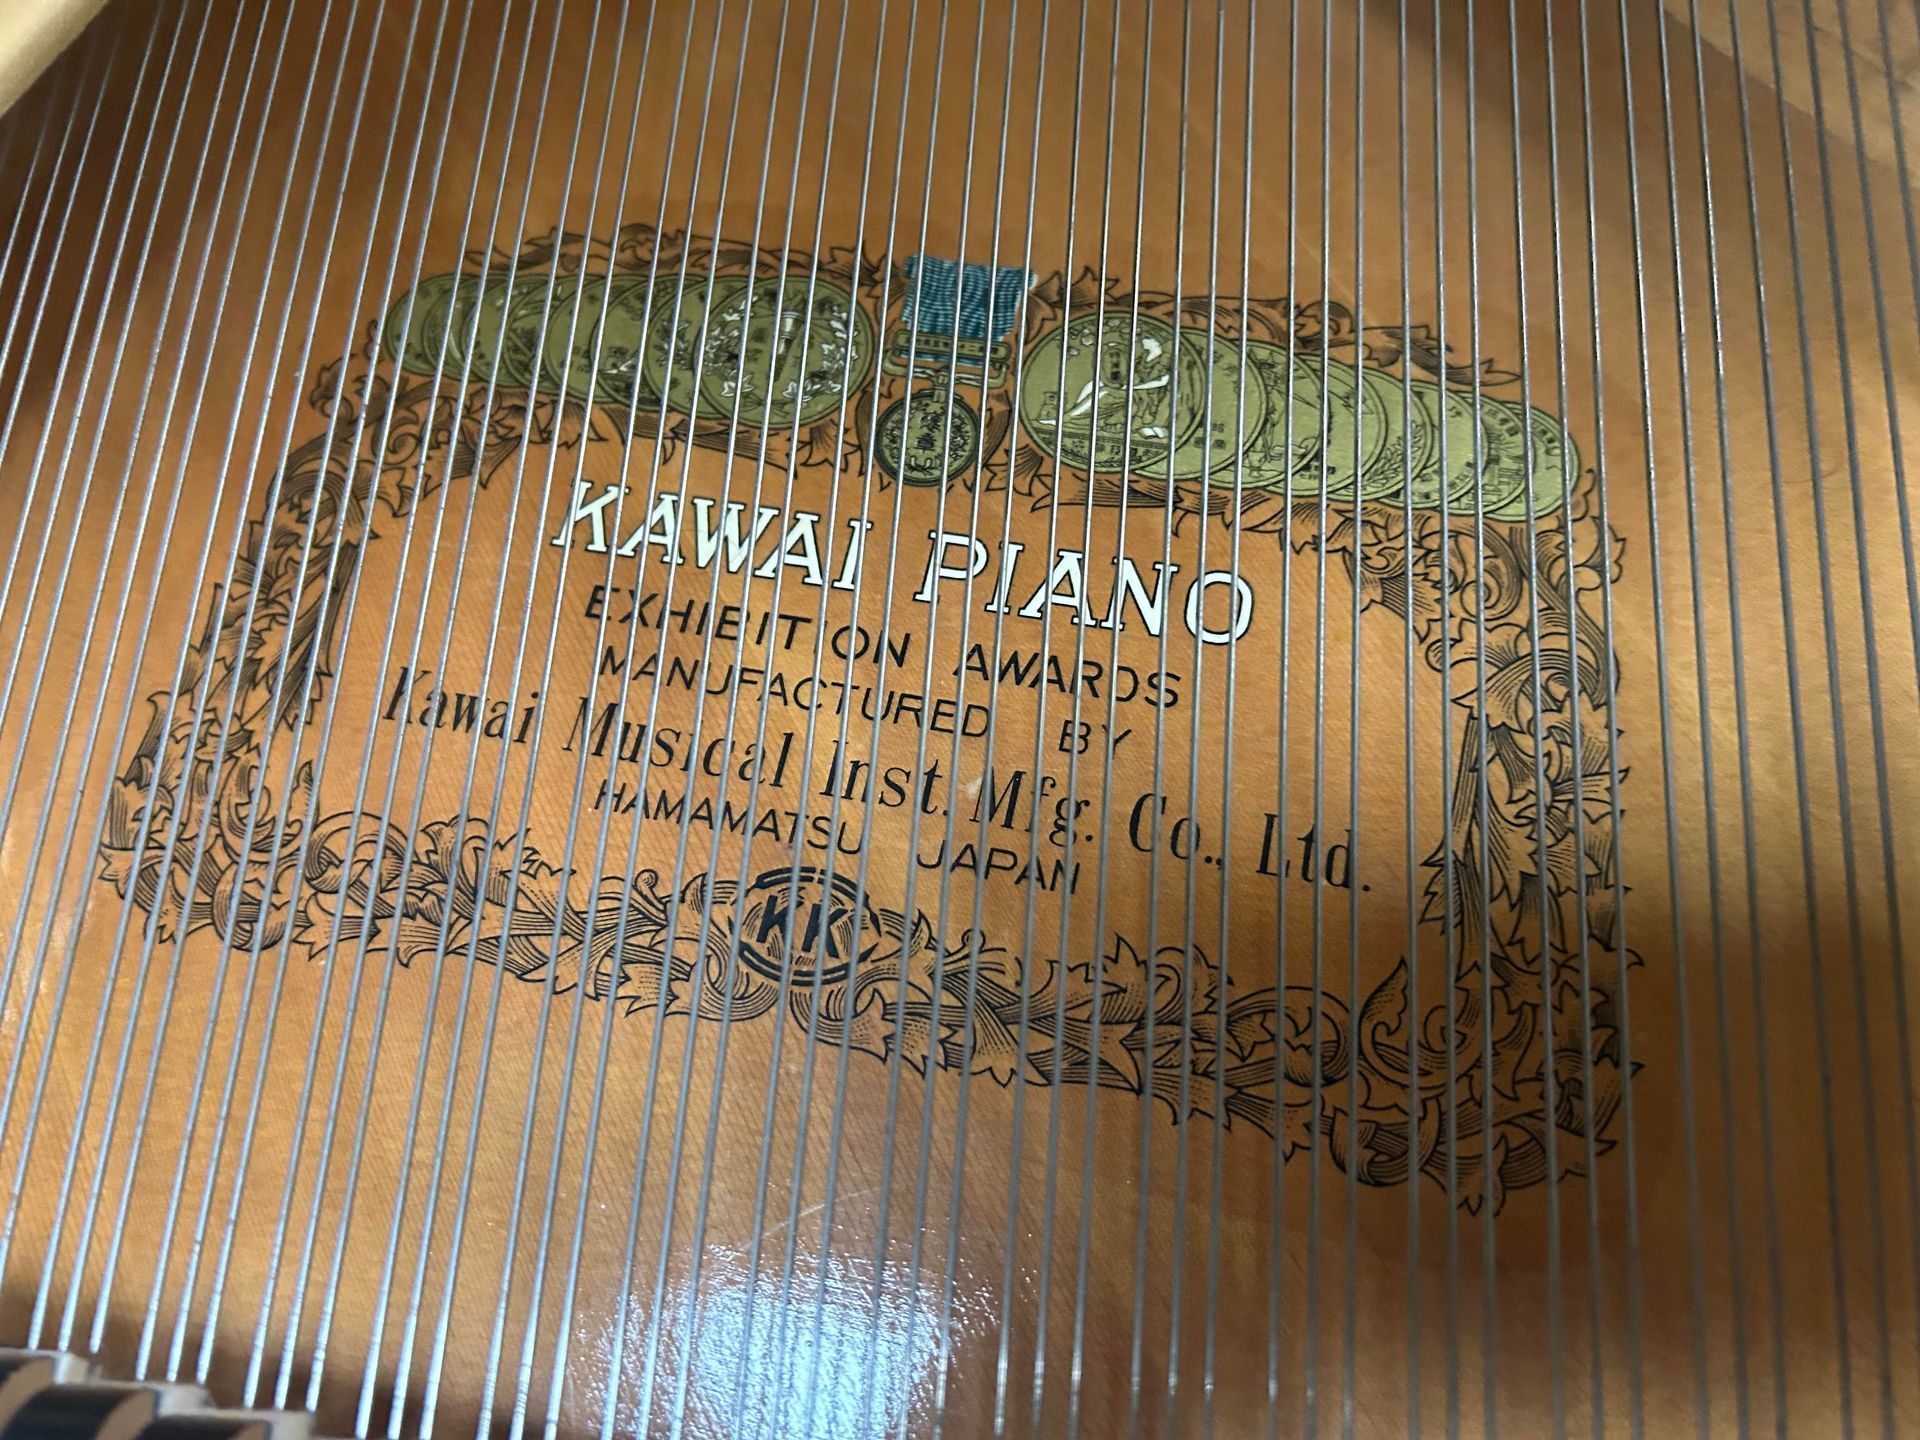 KAWAI PIANO
EXHIBITION AWARDS
MANUFACTURED BY
Kawai Musical Inst. Mfg. Co., Ltd.
HAMAMATSU JAPAN
KK